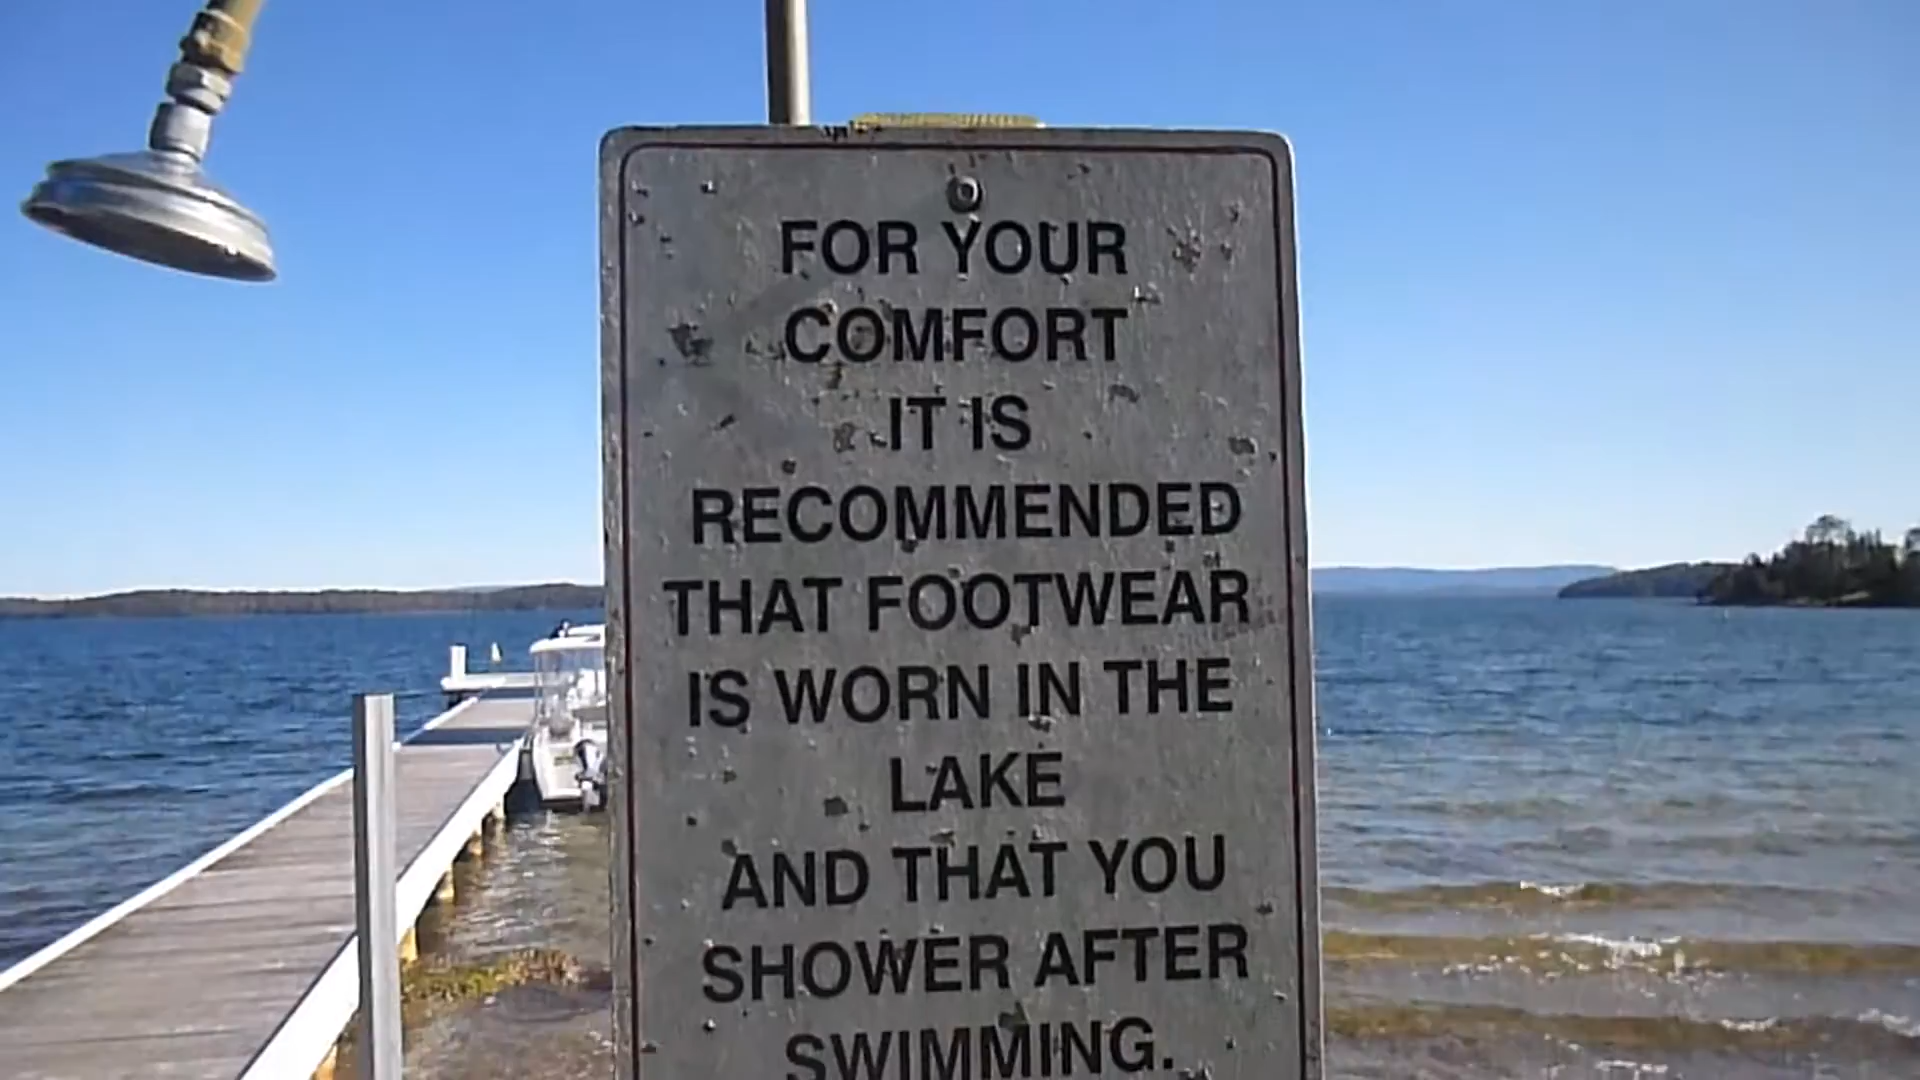 FOR YOUR
COMFORT
IT IS
RECOMMENDED
THAT FOOTWEAR
IS WORN IN THE
LAKE
AND THAT YOU
SHOWER AFTER
SWIMMING.